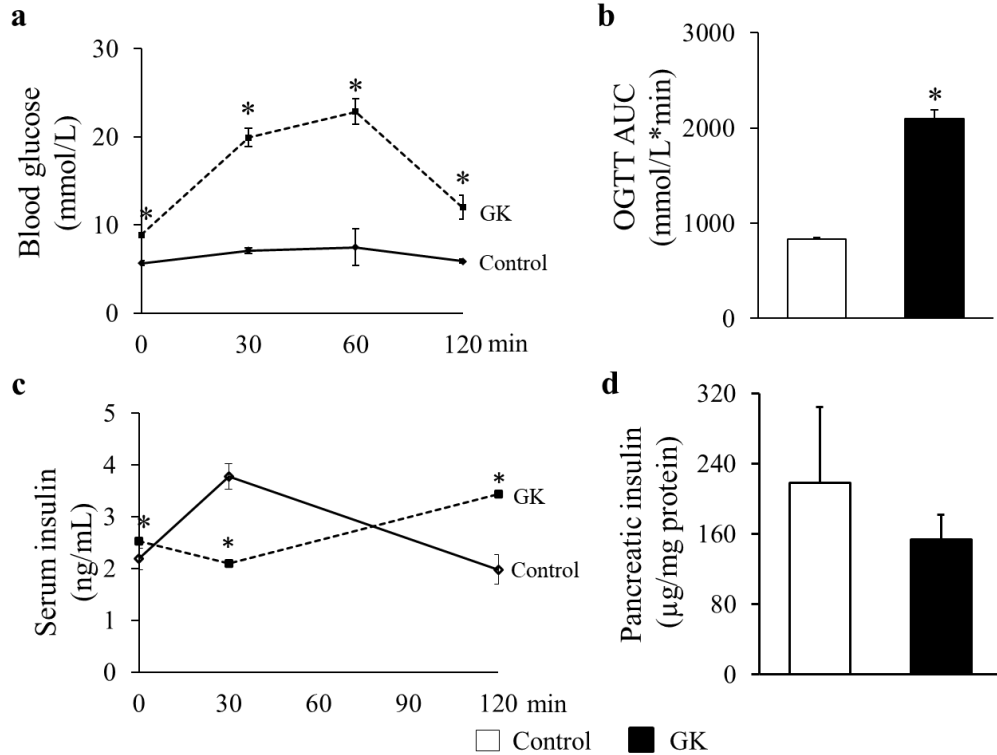 a
Blood glucose
(mmol/L)
30
20
10
0
*
*
*
*
GK
Control
0
30
60
120 min
b
OGTT AUC
(mmol/L*min)
3000
2000
1000
0
*
c
Serum insulin
(ng/mL)
5
4
3
2
1
0
*
*
*
GK
Control
0
30
60
90
120
min
d
Pancreatic insulin
(µg/mg protein)
320
240
160
80
0
Control
GK